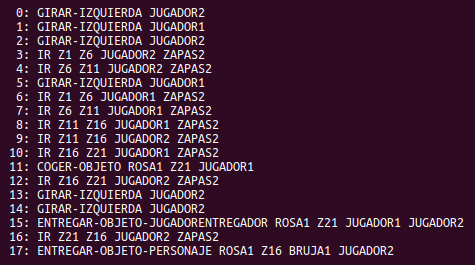 0: GIRAR-IZQUIERDA JUGADOR2
1: GIRAR-IZQUIERDA JUGADOR1
2: GIRAR-IZQUIERDA JUGADOR2
3: IR Z1 Z6 JUGADOR2 ZAPAS2
4: IR Z6 Z11 JUGADOR2 ZAPAS2
5: GIRAR-IZQUIERDA JUGADOR1
6: IR Z1 Z6 JUGADOR1 ZAPAS2
7: IR Z6 Z11 JUGADOR1 ZAPAS2
8: IR Z11 Z16 JUGADOR1 ZAPAS2
9: IR Z11 Z16 JUGADOR2 ZAPAS2
10: IR Z16 Z21 JUGADOR1 ZAPAS2
11: COGER-OBJETO ROSA1 Z21 JUGADOR1
12: IR Z16 Z21 JUGADOR2 ZAPAS2
13: GIRAR-IZQUIERDA JUGADOR2
14: GIRAR-IZQUIERDA JUGADOR2
15: ENTREGAR-OBJETO-JUGADORENTREGADOR ROSA1 Z21 JUGADOR1 JUGADOR2
16: IR Z21 Z16 JUGADOR2 ZAPAS2
17: ENTREGAR-OBJETO-PERSONAJE ROSA1 Z16 BRUJA1 JUGADOR2